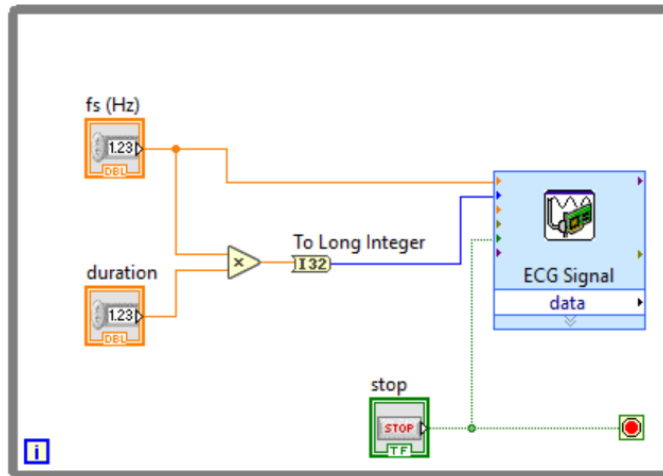 fs (Hz)
1.23
DBL
To Long Integer
I32
duration
1.23
DBL
ECG Signal
data
stop
STOP
TF
i